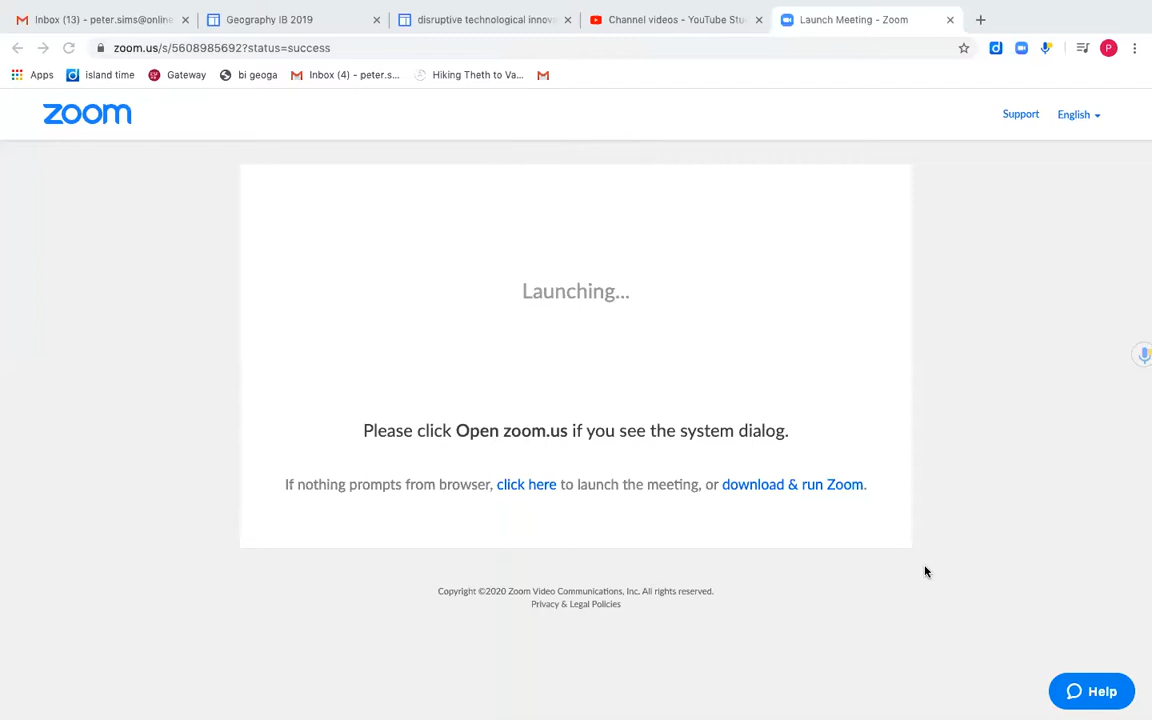 Inbox (13) - peter.sims@online
Geography IB 2019
disruptive technological innov
Channel videos - YouTube Stu
Launch Meeting - Zoom
zoom.us/s/5608985692?status=success
P
Apps
island time
Gateway
bi geoga
Inbox (4) - peter.s...
Hiking Theth to Va...
zoom
Support
English
Launching...
Please click Open zoom.us if you see the system dialog.
If nothing prompts from browser, click here to launch the meeting, or download & run Zoom.
Copyright ©2020 Zoom Video Communications, Inc. All rights reserved.
Privacy & Legal Policies
Help